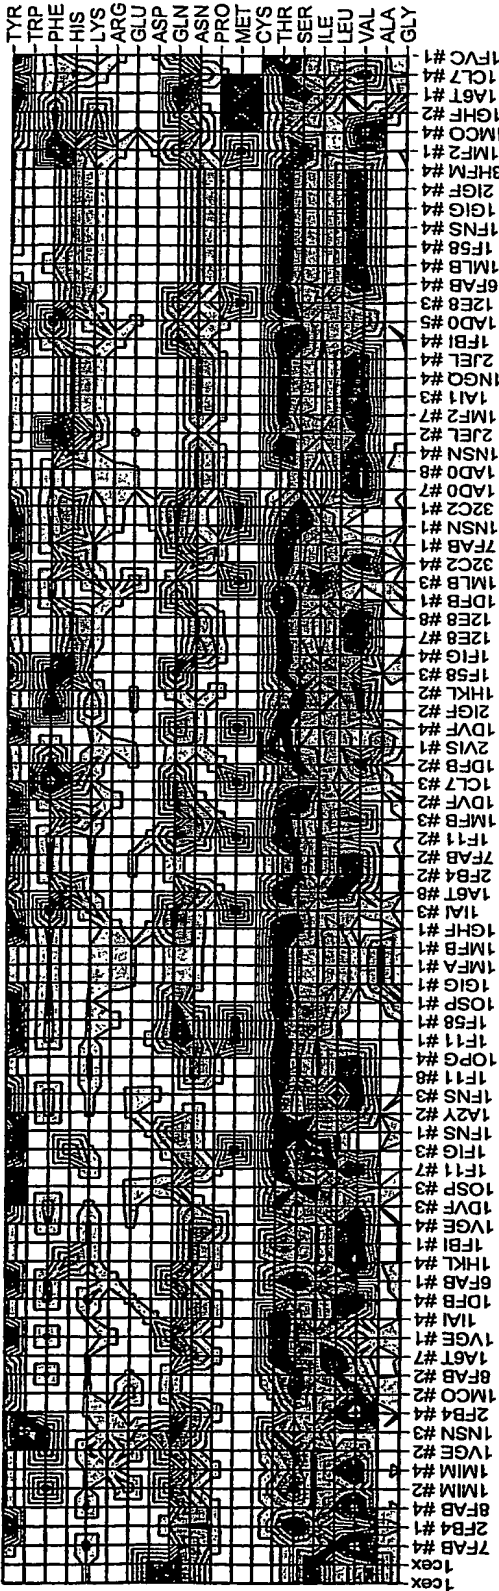 TYR
TRP
PHE
HIS
LYS
ARG
GLU
ASP
GLN
ASN
PRO
MET
CYS
THR
SER
ILE
LEU
VAL
ALA
GLY
1FVC #1
1CL7 #4
1A6T #1
1GHF #2
1MCO #4
1MF2 #1
3HFM #4
2IGF #4
1GIG #4
1FNS #4
1F58 #4
1MLB #4
6FAB #4
12E8 #3
1AD0 #5
1FBI #4
2JEL #4
1NGQ #4
1AI1 #3
1MF2 #7
2JEL #2
1NSN #4
1AD0 #8
1AD0 #7
32C2 #1
1NSN #1
7FAB #1
32C2 #4
1MLB #3
1DFB #1
12E8 #8
12E8 #7
1FIG #4
1F58 #3
1HKL #2
2IGF #2
1DVF #4
2VIS #1
1DFB #2
1CL7 #3
1DVF #2
1MFB #3
1F11 #2
7FAB #2
2FB4 #2
1A6T #8
1IAI #3
1GHF #1
1MFB #1
1MFA #1
1GIG #1
1OSP #1
1F58 #1
1F11 #1
1OPG #4
1F11 #8
1FNS #3
1A2Y #2
1FNS #1
1FIG #3
1F11 #7
1OSP #3
1DVF #3
1VGE #4
1FBI #1
1HKL #4
6FAB #1
1DFB #4
1IAI #4
1VGE #1
1A6T #7
8FAB #2
1MCO #2
2FB4 #4
1NSN #3
1VGE #2
1MIM #4
1MIM #2
8FAB #4
2FB4 #1
7FAB #4
1cex
1cex